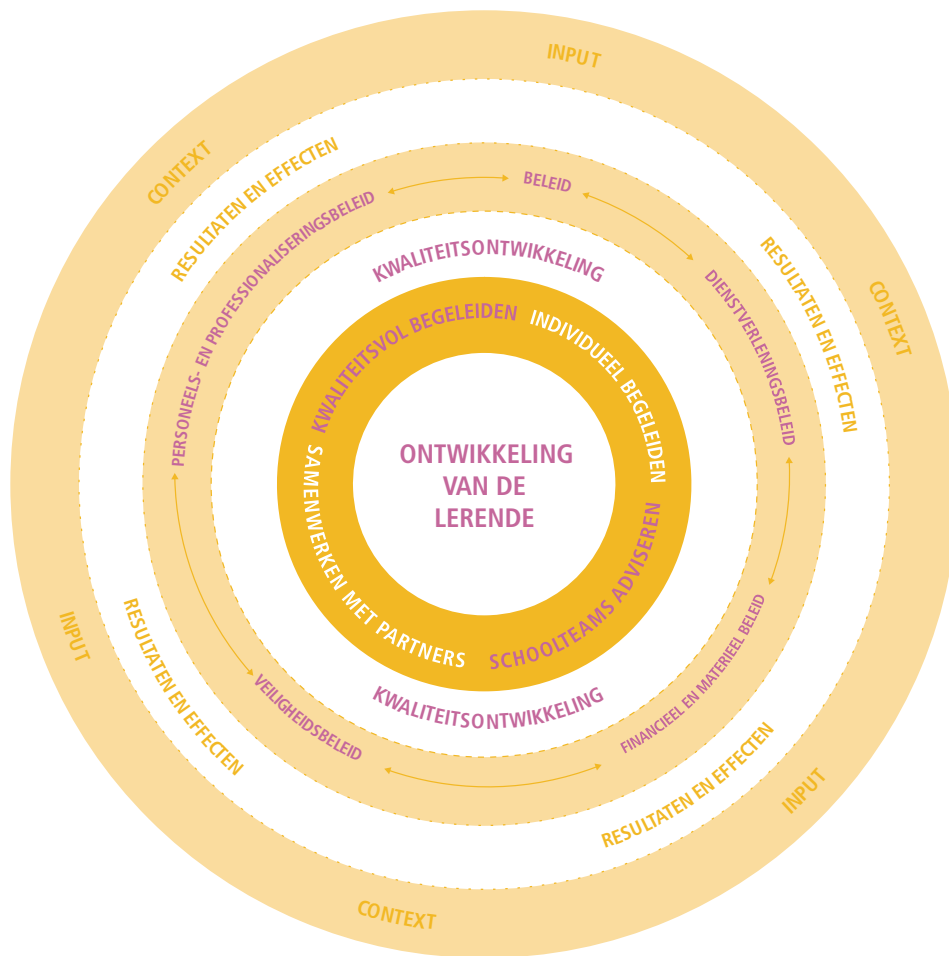 INPUT
CONTEXT
INPUT
CONTEXT
INPUT
CONTEXT
RESULTATEN EN EFFECTEN
RESULTATEN EN EFFECTEN
RESULTATEN EN EFFECTEN
RESULTATEN EN EFFECTEN
BELEID
DIENSTVERLENINGSBELEID
FINANCIEEL EN MATERIEEL BELEID
VEILIGHEIDSBELEID
PERSONEELS- EN PROFESSIONALISERINGSBELEID
KWALITEITSONTWIKKELING
KWALITEITSONTWIKKELING
KWALITEITSVOL BEGELEIDEN
INDIVIDUEEL BEGELEIDEN
SCHOOLTEAMS ADVISEREN
SAMENWERKEN MET PARTNERS
ONTWIKKELING
VAN DE
LERENDE